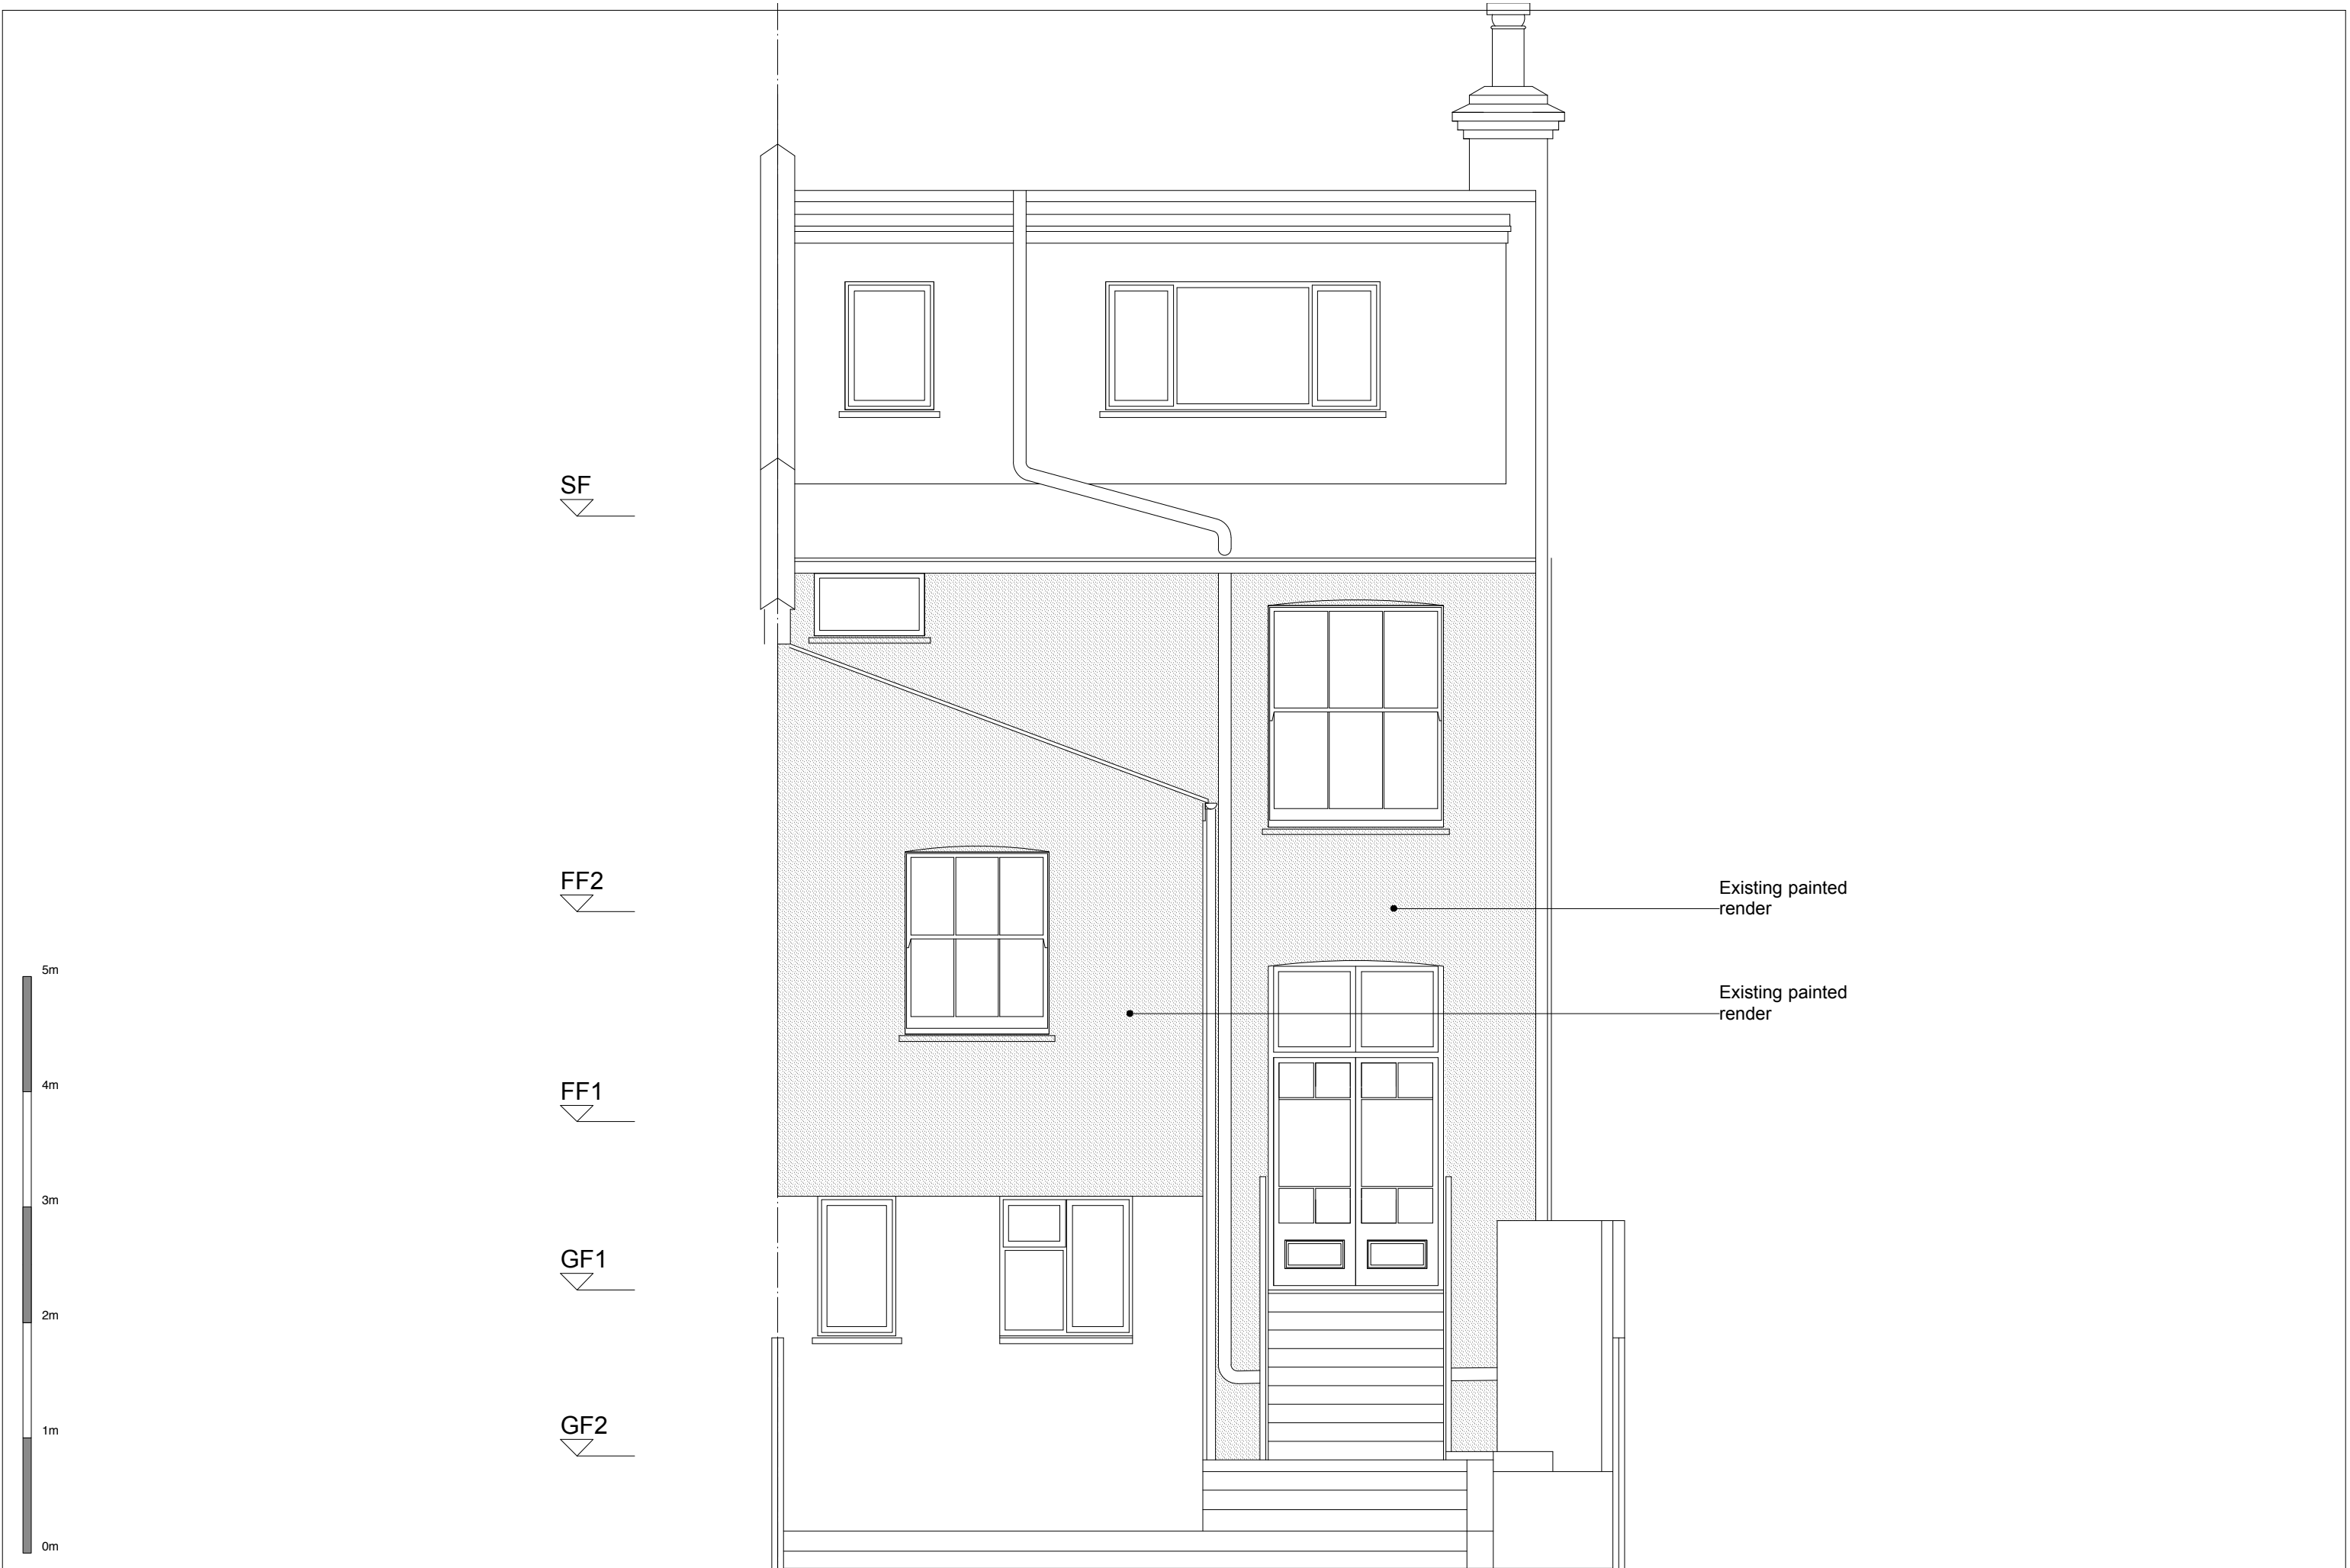 SF
FF2
Existing painted
render
5m
Existing painted
render
4m
FF1
3m
GF1
2m
GF2
1m
0m